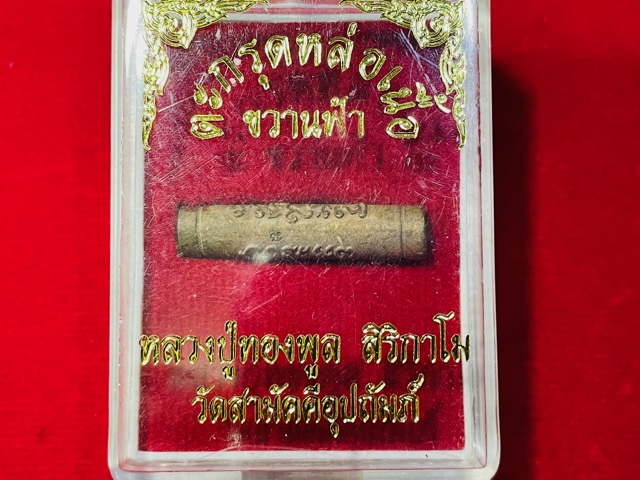 ตะกรุดหล่อเนื้อ
ขวานฟ้า
หลวงปู่ทองพูล สิริกาโม
วัดสามัคคีอุปถัมภ์